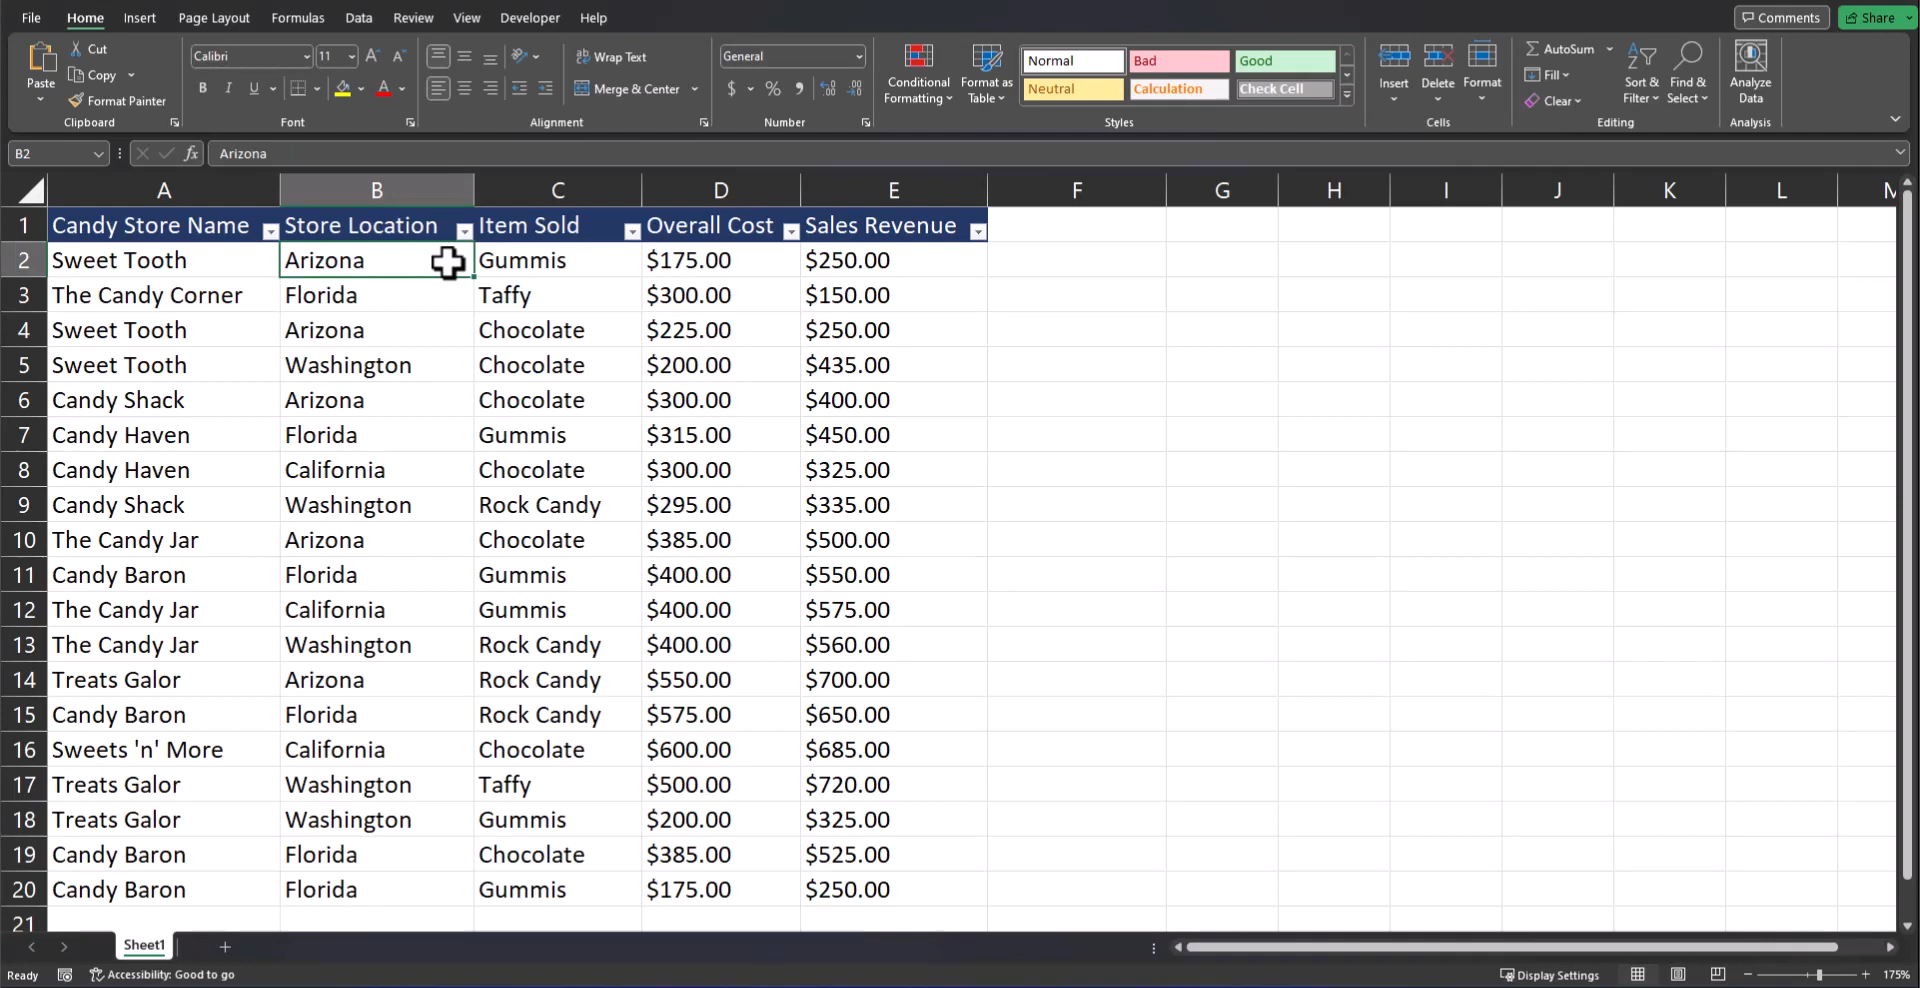 File Home Insert Page Layout Formulas Data Review View Developer Help Comments Share
Paste
Cut
Copy
Format Painter
Clipboard
Calibri 11 A A
B I U A
Font
ab Wrap Text
Merge & Center
Alignment
General
$ % 9
Number
Conditional Formatting
Format as Table
Normal Bad Good
Neutral Calculation Check Cell
Styles
Insert Delete Format
Cells
AutoSum
Fill
Clear
Sort & Filter
Find & Select
Editing
Analyze Data
Analysis
B2 fx Arizona
A B C D E F G H I J K L M
1 Candy Store Name Store Location Item Sold Overall Cost Sales Revenue
2 Sweet Tooth Arizona Gummis $175.00 $250.00
3 The Candy Corner Florida Taffy $300.00 $150.00
4 Sweet Tooth Arizona Chocolate $225.00 $250.00
5 Sweet Tooth Washington Chocolate $200.00 $435.00
6 Candy Shack Arizona Chocolate $300.00 $400.00
7 Candy Haven Florida Gummis $315.00 $450.00
8 Candy Haven California Chocolate $300.00 $325.00
9 Candy Shack Washington Rock Candy $295.00 $335.00
10 The Candy Jar Arizona Chocolate $385.00 $500.00
11 Candy Baron Florida Gummis $400.00 $550.00
12 The Candy Jar California Gummis $400.00 $575.00
13 The Candy Jar Washington Rock Candy $400.00 $560.00
14 Treats Galor Arizona Rock Candy $550.00 $700.00
15 Candy Baron Florida Rock Candy $575.00 $650.00
16 Sweets 'n' More California Chocolate $600.00 $685.00
17 Treats Galor Washington Taffy $500.00 $720.00
18 Treats Galor Washington Gummis $200.00 $325.00
19 Candy Baron Florida Chocolate $385.00 $525.00
20 Candy Baron Florida Gummis $175.00 $250.00
21
Sheet1
Ready Accessibility: Good to go Display Settings 175%